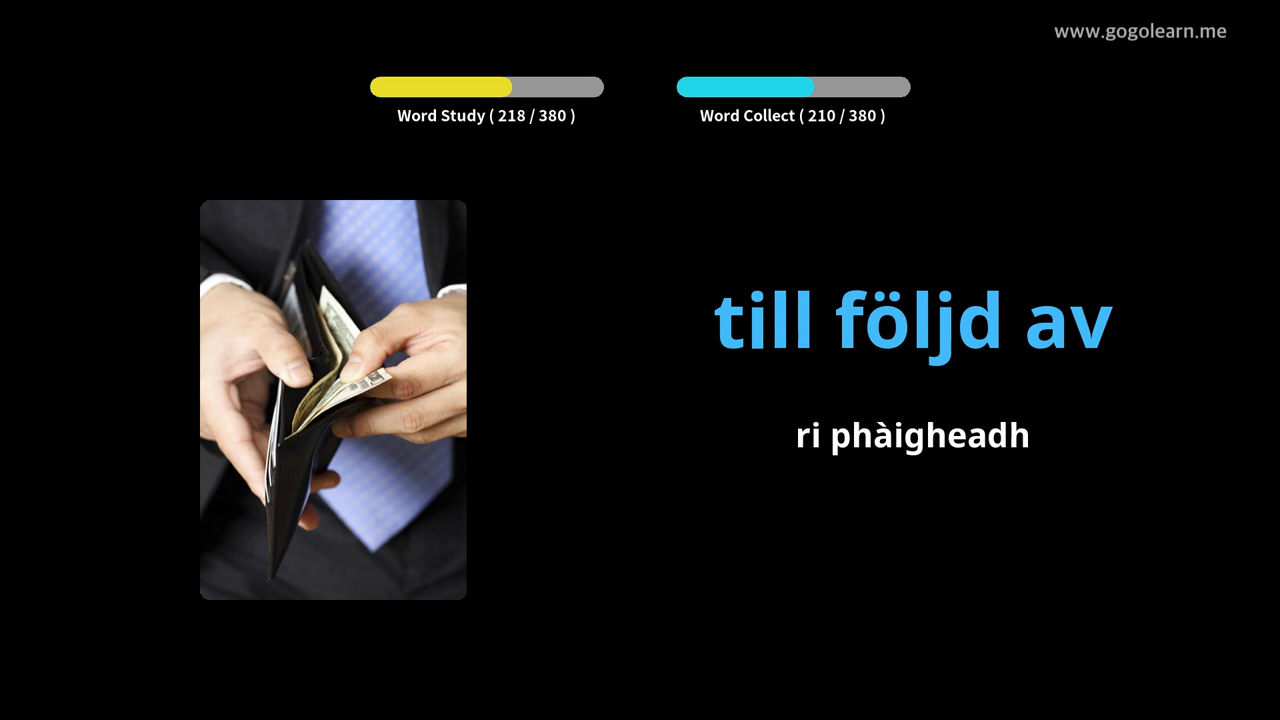 www.gogolearn.me
Word Study ( 218 / 380 )
Word Collect ( 210 / 380 )
till följd av
ri phàigheadh